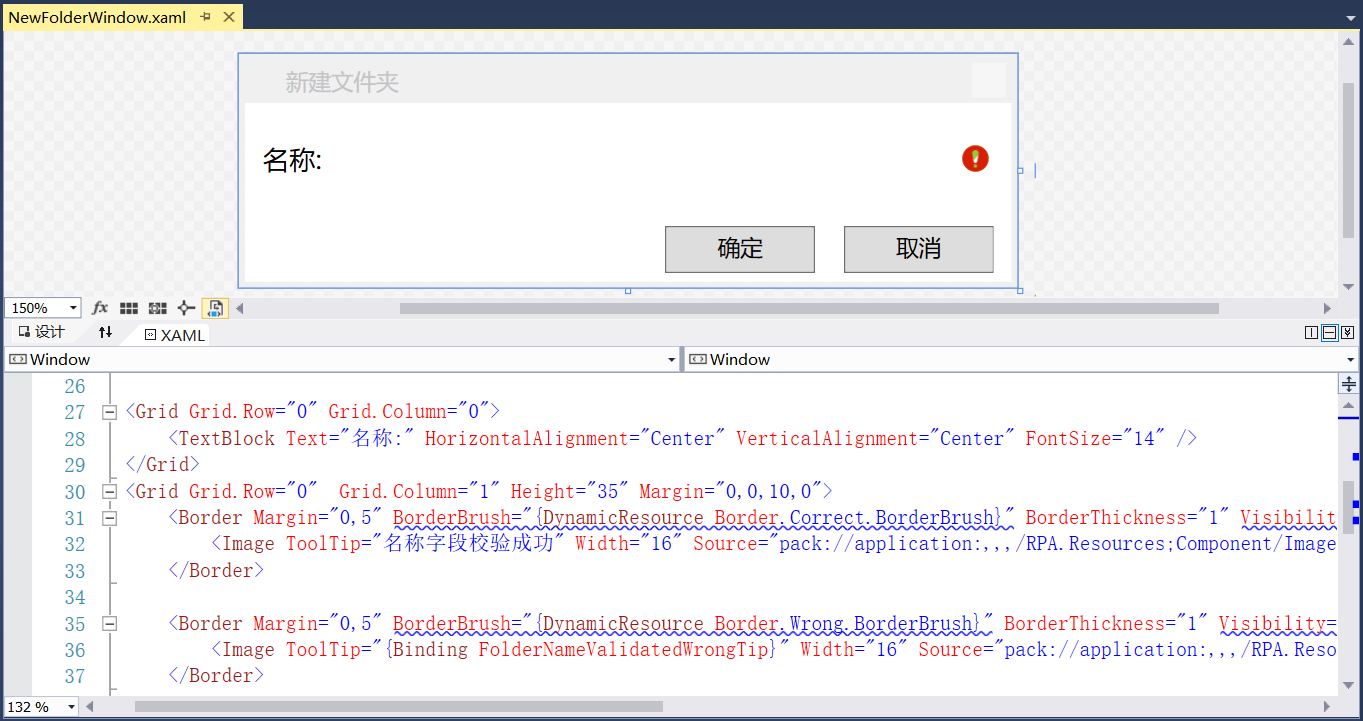 NewFolderWindow.xaml
新建文件夹
名称:
确定
取消
150%
fx
设计
XAML
Window
Window
26
27 <Grid Grid.Row="0" Grid.Column="0">
28 <TextBlock Text="名称:" HorizontalAlignment="Center" VerticalAlignment="Center" FontSize="14" />
29 </Grid>
30 <Grid Grid.Row="0"  Grid.Column="1" Height="35" Margin="0,0,10,0">
31 <Border Margin="0,5" BorderBrush="{DynamicResource Border.Correct.BorderBrush}" BorderThickness="1" Visibilit
32 <Image ToolTip="名称字段校验成功" Width="16" Source="pack://application:,,,/RPA.Resources;Component/Image
33 </Border>
34
35 <Border Margin="0,5" BorderBrush="{DynamicResource Border.Wrong.BorderBrush}" BorderThickness="1" Visibility=
36 <Image ToolTip="{Binding FolderNameValidatedWrongTip}" Width="16" Source="pack://application:,,,/RPA.Reso
37 </Border>
132 %